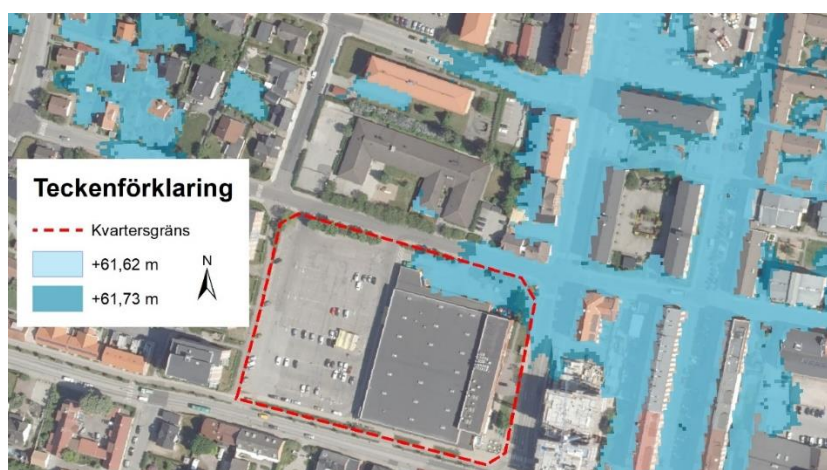 Teckenförklaring
Kvartersgräns
+61,62 m
+61,73 m
N